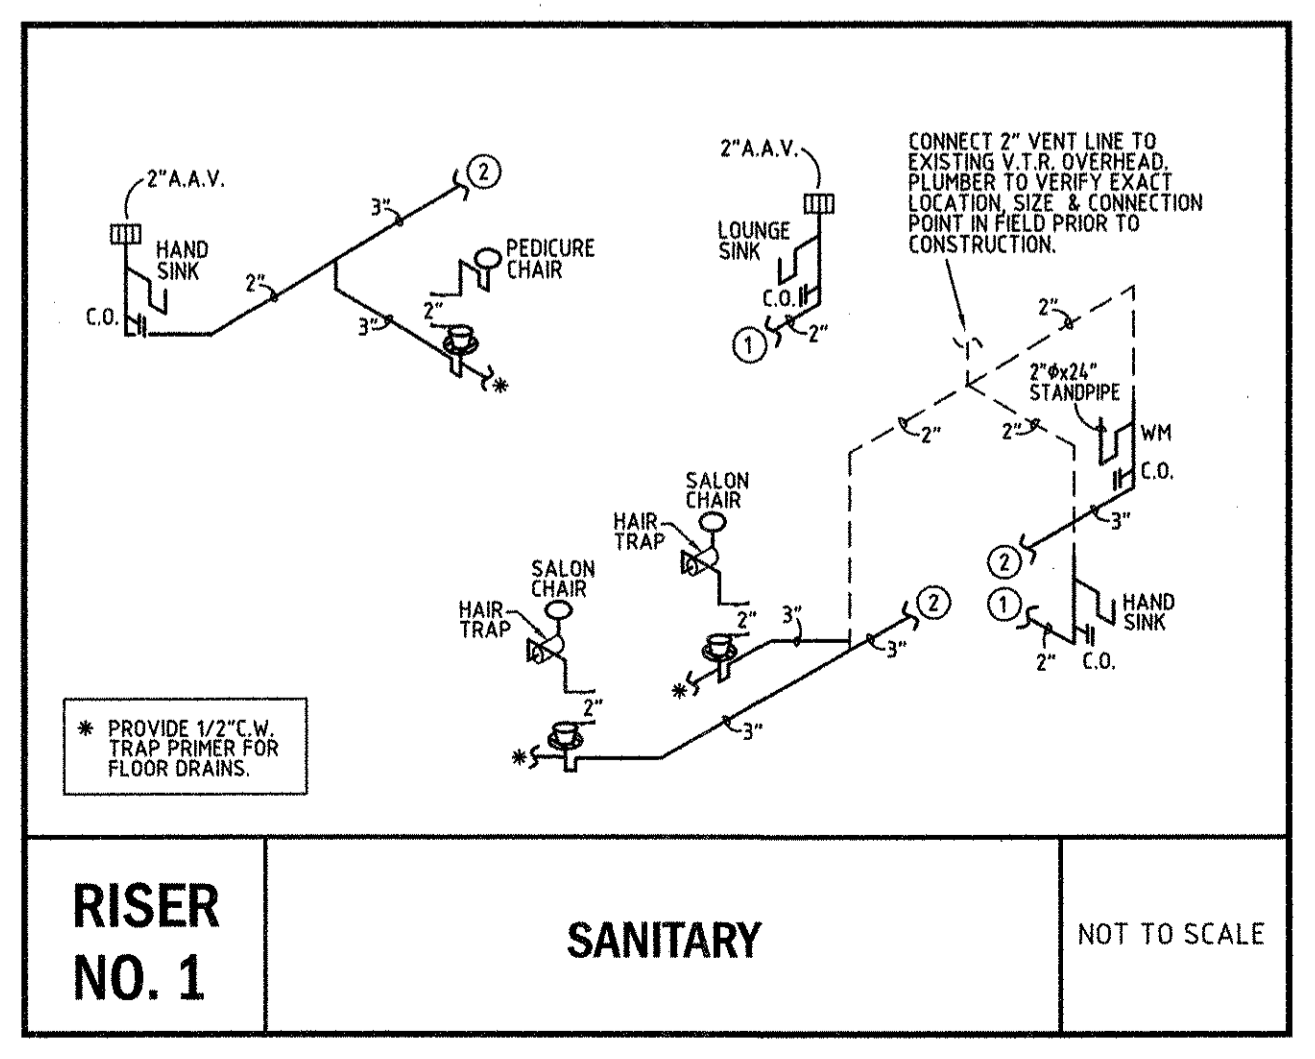 2"A.A.V.
HAND
SINK
C.O.
2"
3"
2
3"
PEDICURE
CHAIR
2"
*
2"A.A.V.
LOUNGE
SINK
C.O.
2"
1
CONNECT 2" VENT LINE TO
EXISTING V.T.R. OVERHEAD.
PLUMBER TO VERIFY EXACT
LOCATION, SIZE & CONNECTION
POINT IN FIELD PRIOR TO
CONSTRUCTION.
2"
2"ɸx24"
STANDPIPE
2"
2"
WM
C.O.
3"
2
1
2"
C.O.
HAND
SINK
SALON
CHAIR
HAIR
TRAP
2"
3"
*
3"
2
SALON
CHAIR
HAIR
TRAP
2"
*
3"
* PROVIDE 1/2"C.W.
TRAP PRIMER FOR
FLOOR DRAINS.
RISER
NO. 1
SANITARY
NOT TO SCALE